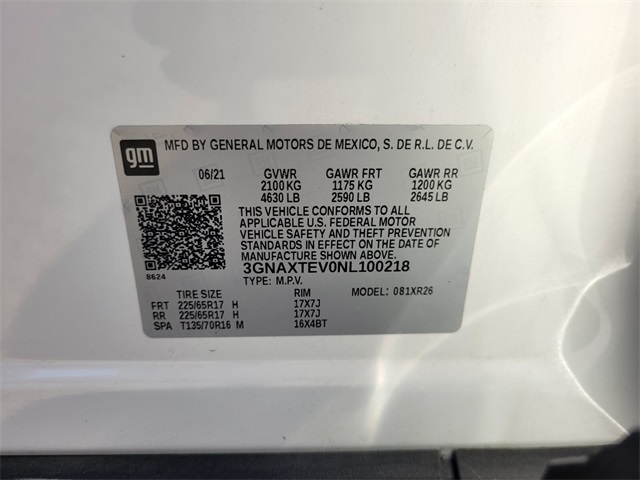 gm
MFD BY GENERAL MOTORS DE MEXICO, S. DE R.L. DE C.V.
06/21 GVWR GAWR FRT GAWR RR
2100 KG 1175 KG 1200 KG
4630 LB 2590 LB 2645 LB
THIS VEHICLE CONFORMS TO ALL
APPLICABLE U.S. FEDERAL MOTOR
VEHICLE SAFETY AND THEFT PREVENTION
STANDARDS IN EFFECT ON THE DATE
OF MANUFACTURE SHOWN ABOVE.
8624 3GNAXTEV0NL100218
TYPE: M.P.V.
TIRE SIZE RIM MODEL: 081XR26
FRT 225/65R17 H 17X7J
RR 225/65R17 H 17X7J
SPA T135/70R16 M 16X4BT